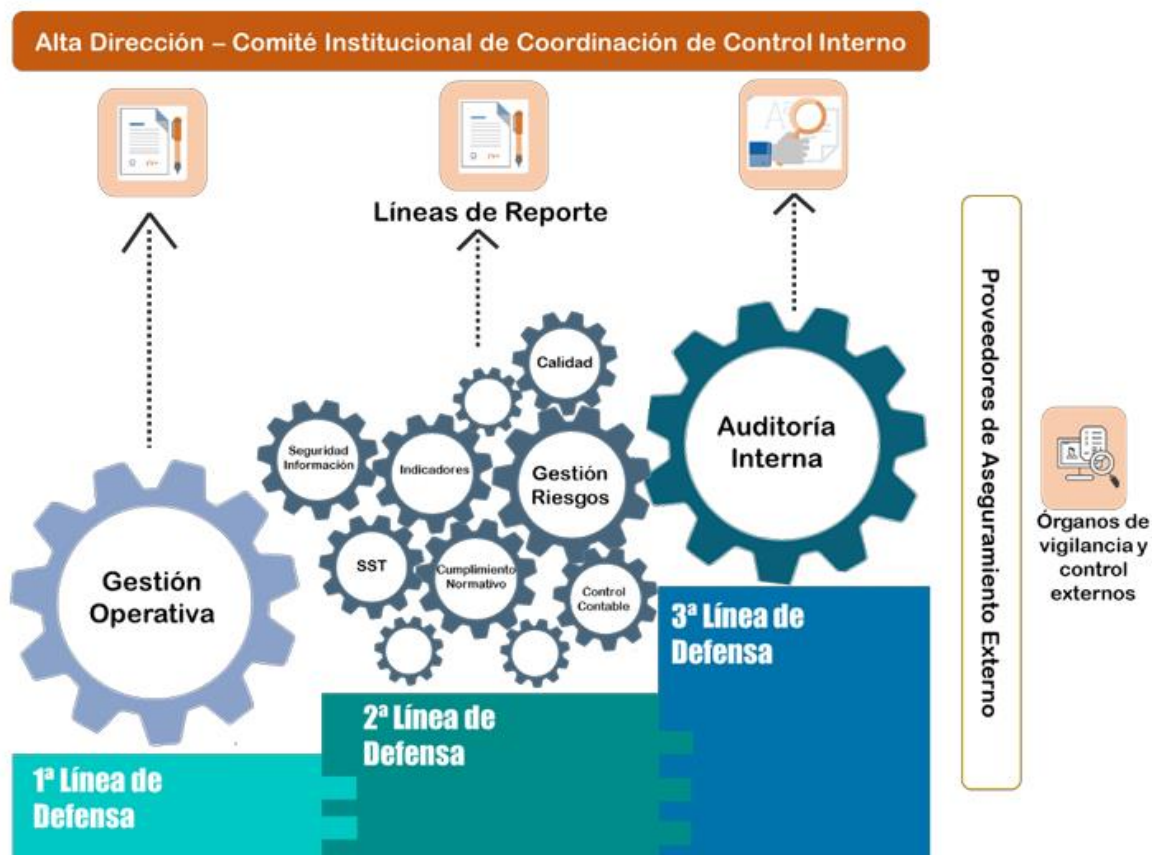 Alta Dirección – Comité Institucional de Coordinación de Control Interno
Líneas de Reporte
Gestión
Operativa
Seguridad
Información
Indicadores
Calidad
Gestión
Riesgos
SST
Cumplimiento
Normativo
Control
Contable
Auditoría
Interna
1ª Línea de
Defensa
2ª Línea de
Defensa
3ª Línea de
Defensa
Proveedores de Aseguramiento Externo
Órganos de
vigilancia y
control
externos